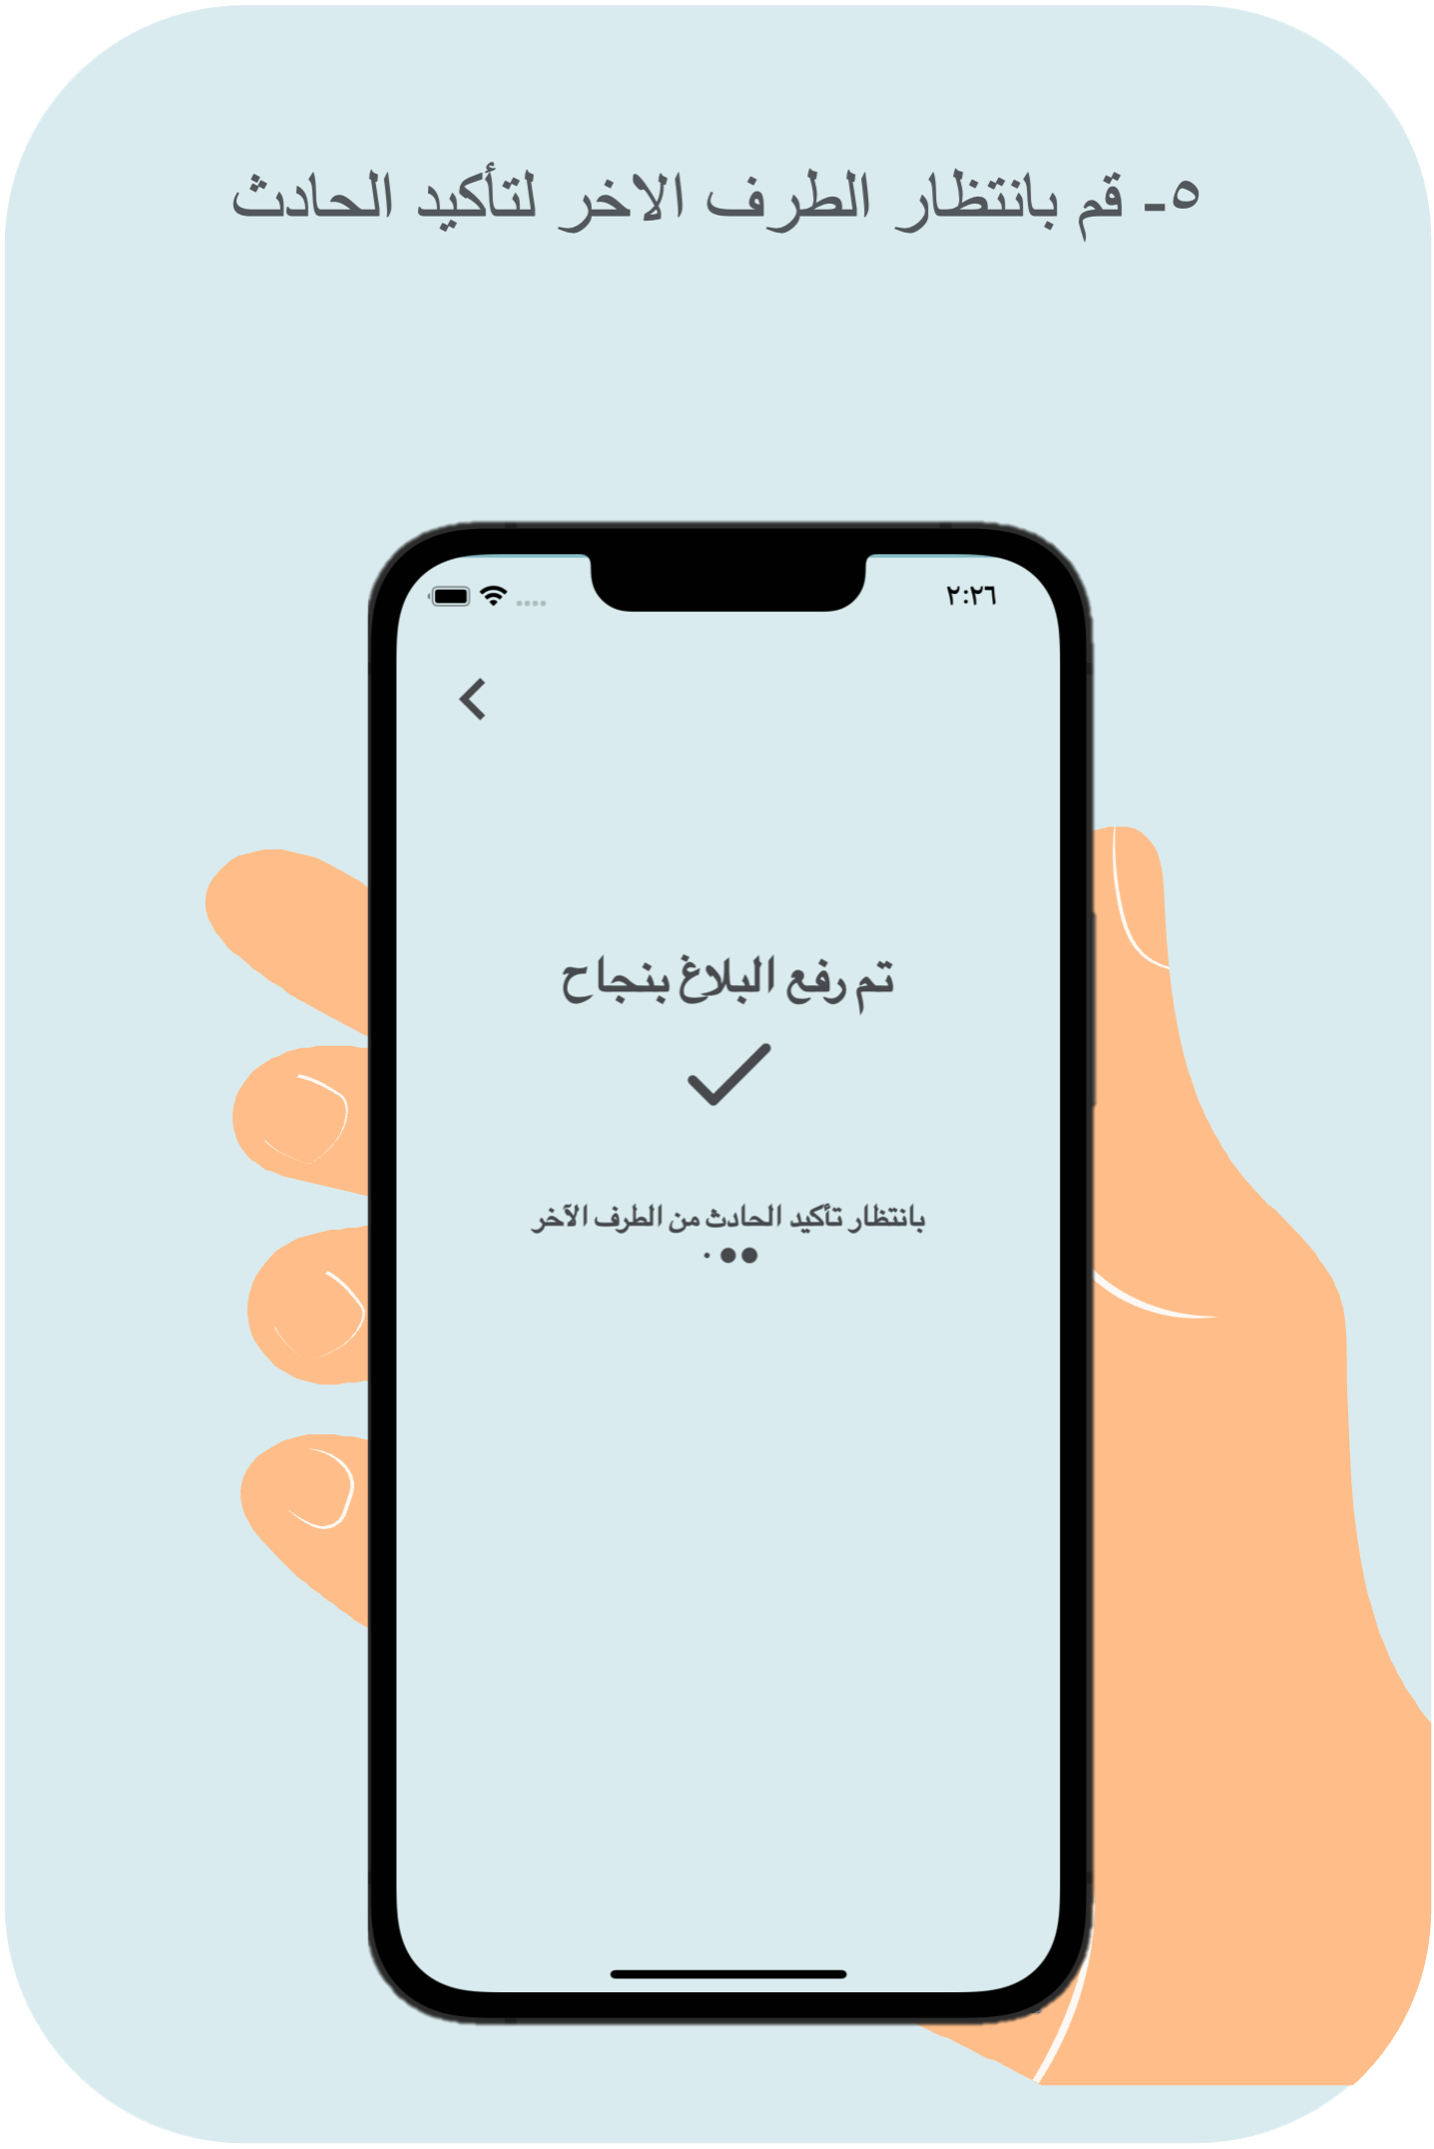 ٥- قم بانتظار الطرف الاخر لتأكيد الحادث
٢:٢٦
تم رفع البلاغ بنجاح
بانتظار تأكيد الحادث من الطرف الآخر